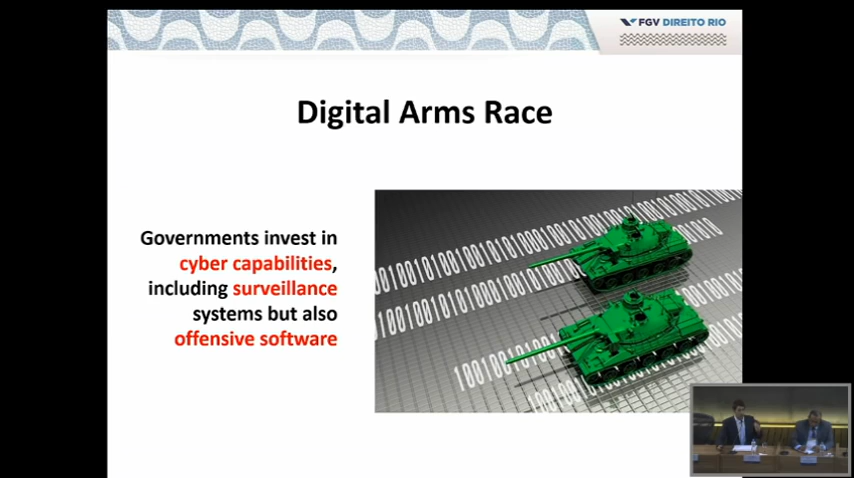 FGV DIREITO RIO
Digital Arms Race
Governments invest in
cyber capabilities,
including surveillance
systems but also
offensive software